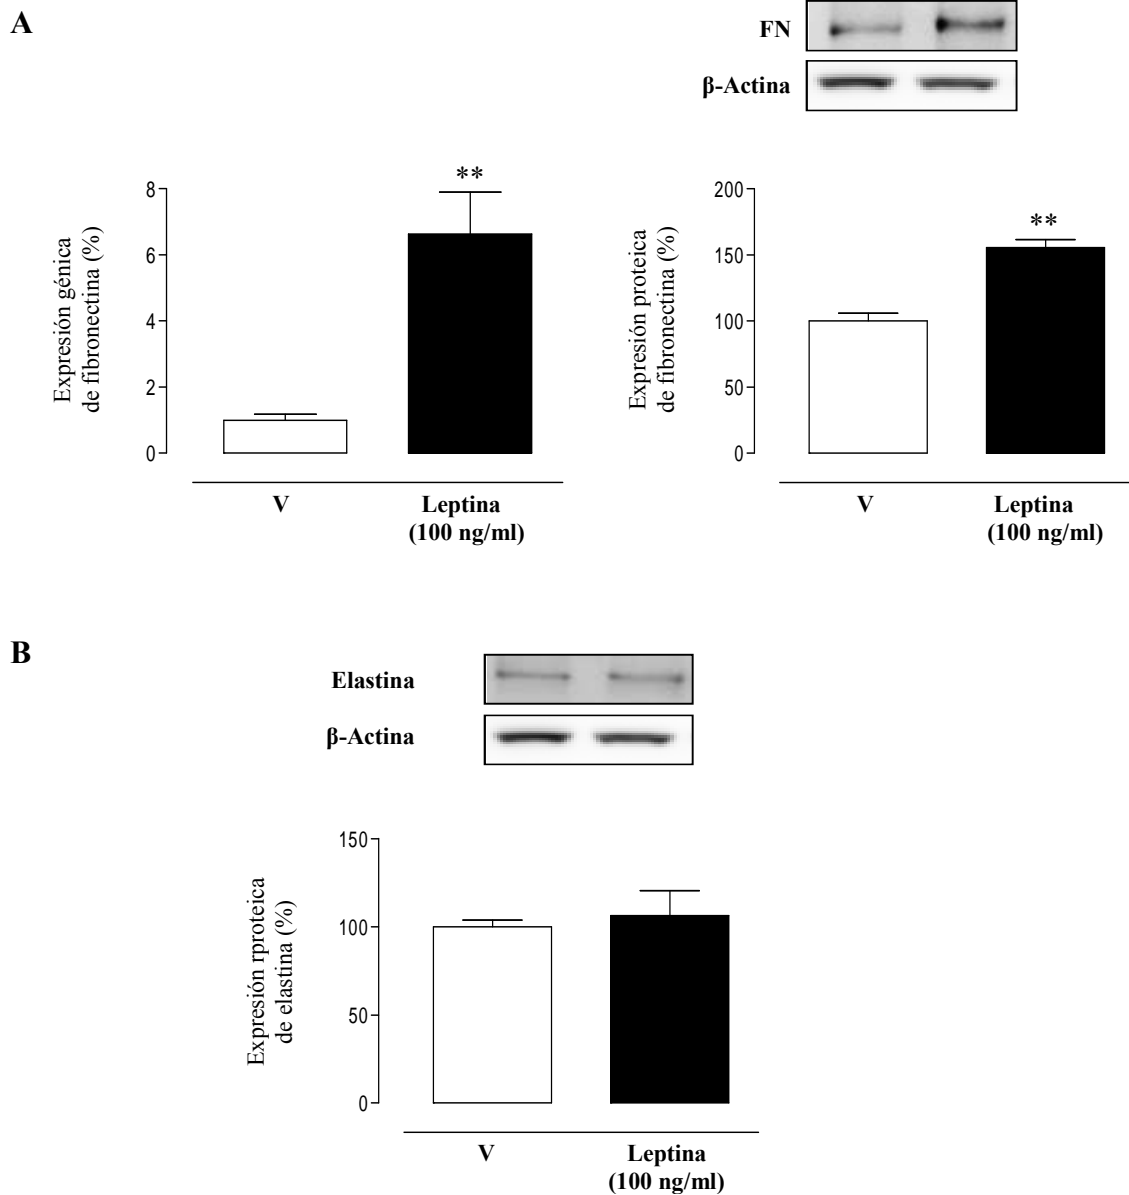 A
FN
β-Actina
Expresión génica
de fibronectina (%)
8
6
4
2
0
**
V
Leptina
(100 ng/ml)
Expresión proteica
de fibronectina (%)
200
150
100
50
0
**
V
Leptina
(100 ng/ml)
B
Elastina
β-Actina
Expresión rproteica
de elastina (%)
150
100
50
0
V
Leptina
(100 ng/ml)